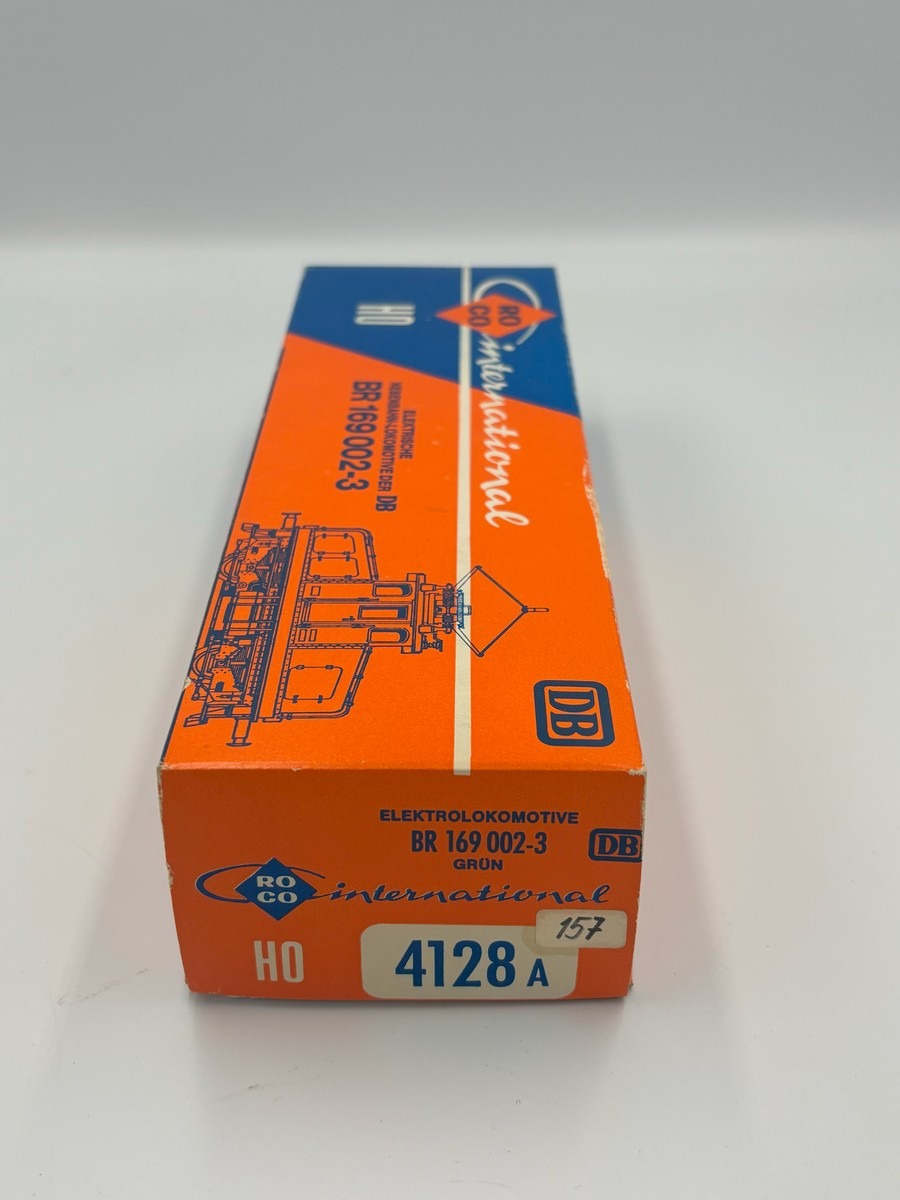 RO
CO
international
HO
ELEKTRISCHE
NEBENBAHN-LOKOMOTIVE DER DB
BR 169 002-3
DB
ELEKTROLOKOMOTIVE
BR 169 002-3
GRÜN
DB
RO
CO
international
HO
4128 A
157